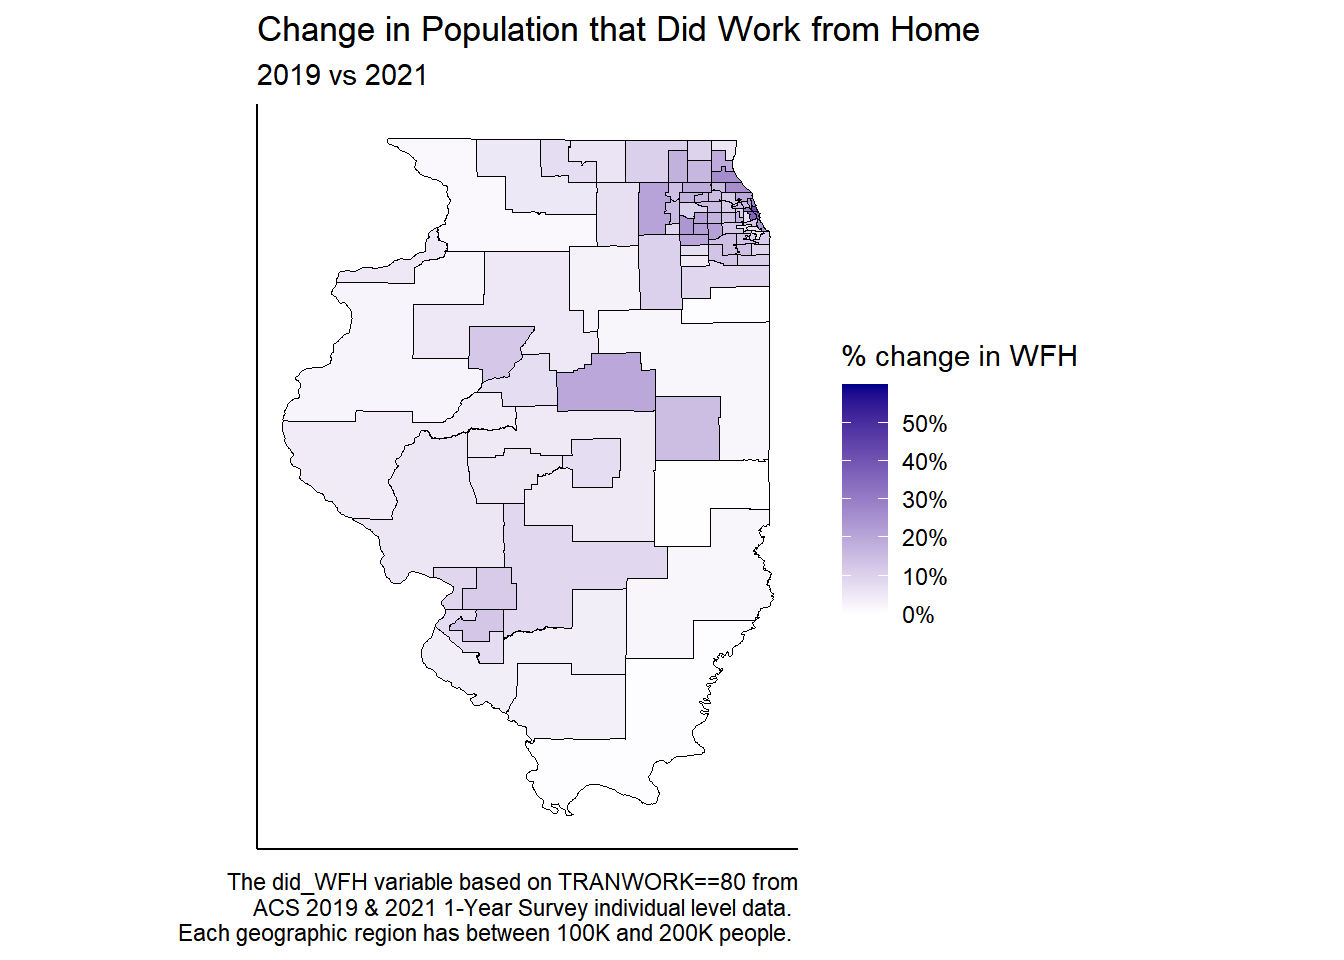 Change in Population that Did Work from Home
2019 vs 2021
% change in WFH
50%
40%
30%
20%
10%
0%
The did_WFH variable based on TRANWORK==80 from
ACS 2019 & 2021 1-Year Survey individual level data.
Each geographic region has between 100K and 200K people.